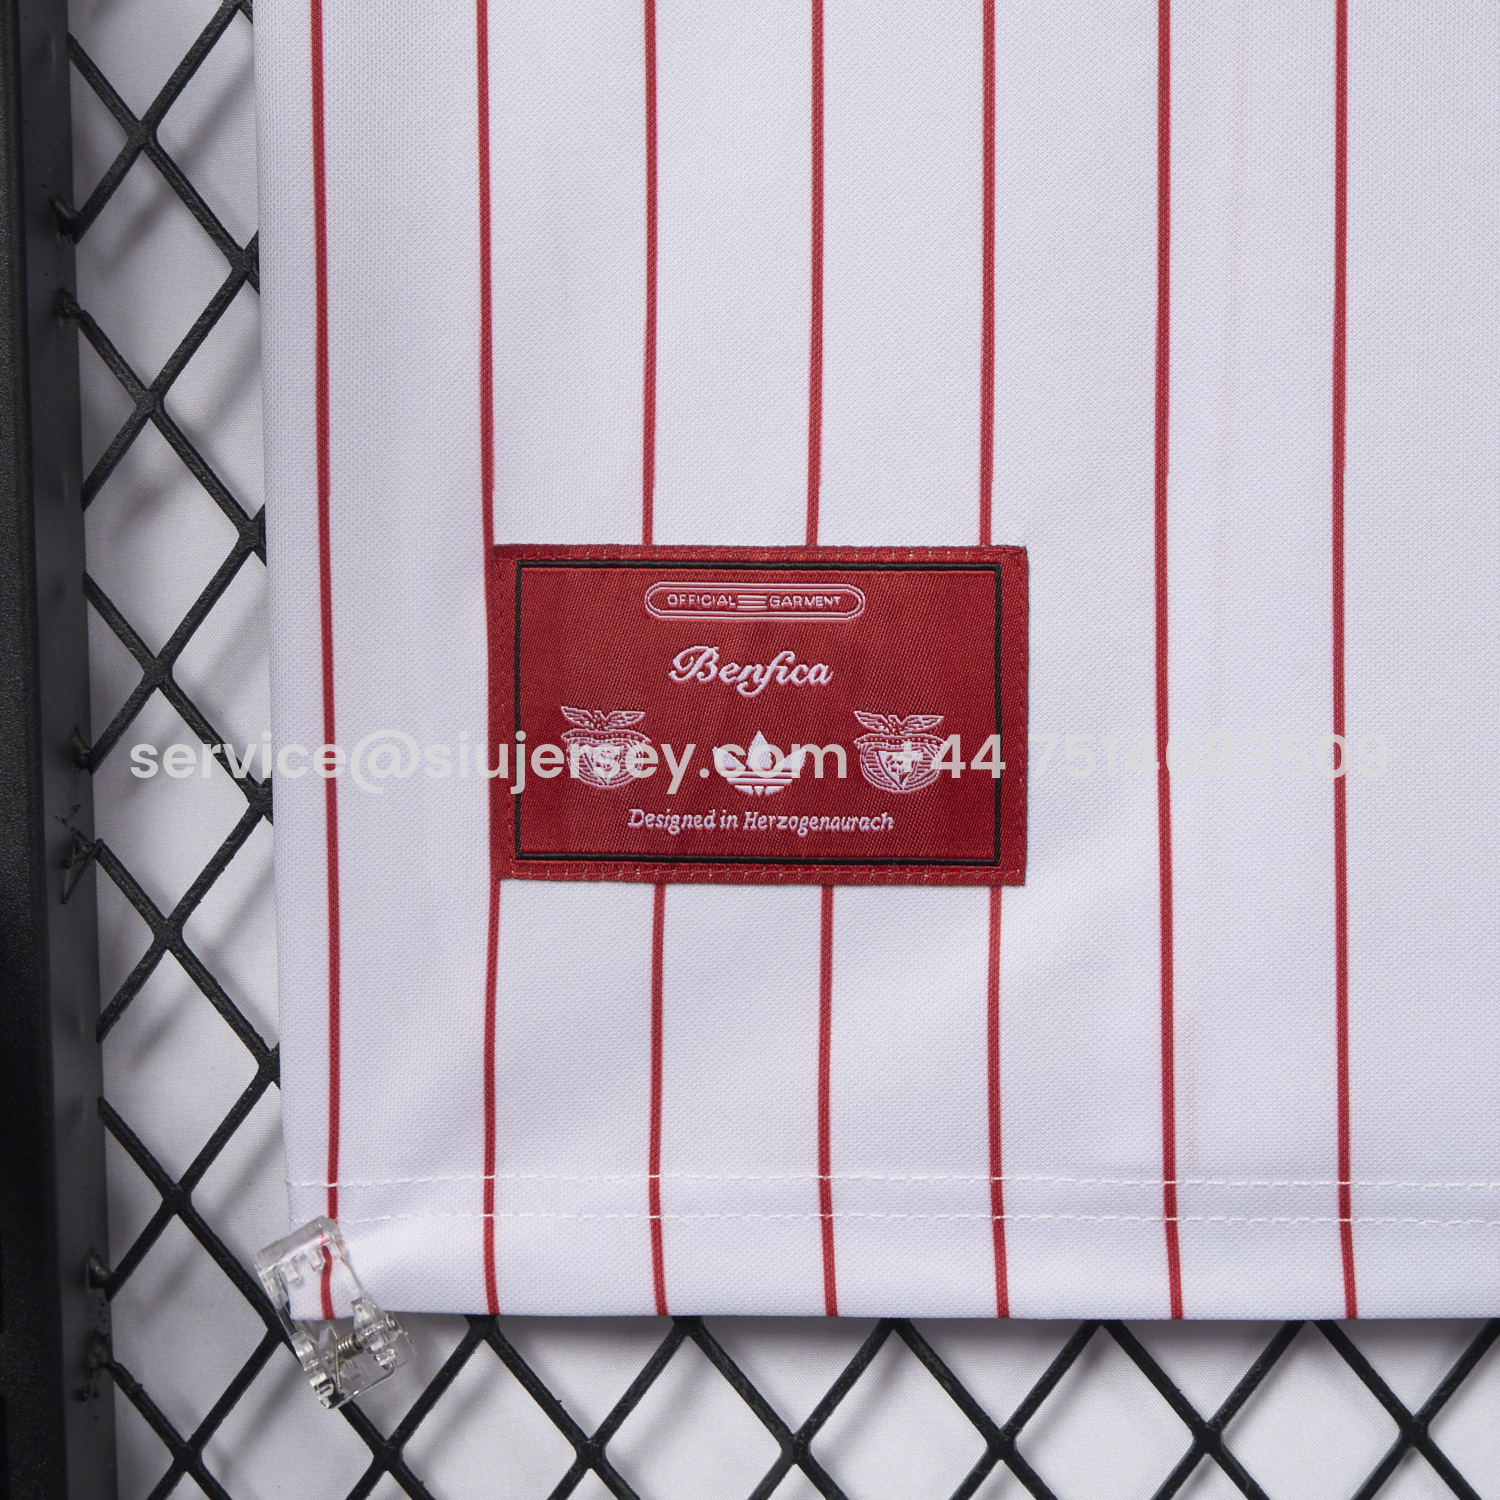 OFFICIAL GARMENT
Benfica
service@siujersey.com +44
Designed in Herzogenaurach